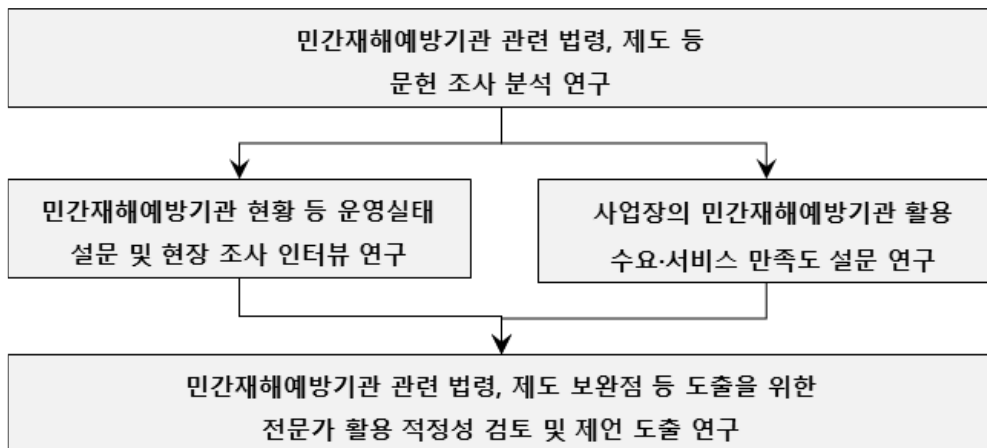 민간재해예방기관 관련 법령, 제도 등
문헌 조사 분석 연구
민간재해예방기관 현황 등 운영실태
설문 및 현장 조사 인터뷰 연구
사업장의 민간재해예방기관 활용
수요·서비스 만족도 설문 연구
민간재해예방기관 관련 법령, 제도 보완점 등 도출을 위한
전문가 활용 적정성 검토 및 제언 도출 연구